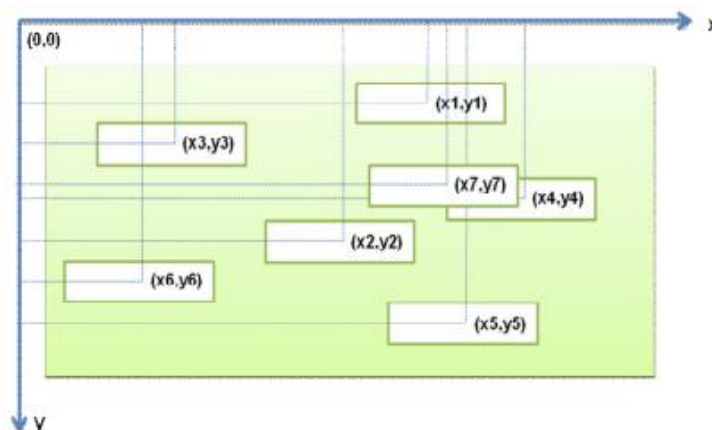 x
(0,0)
(x1,y1)
(x3,y3)
(x7,y7)
(x4,y4)
(x2,y2)
(x6,y6)
(x5,y5)
y